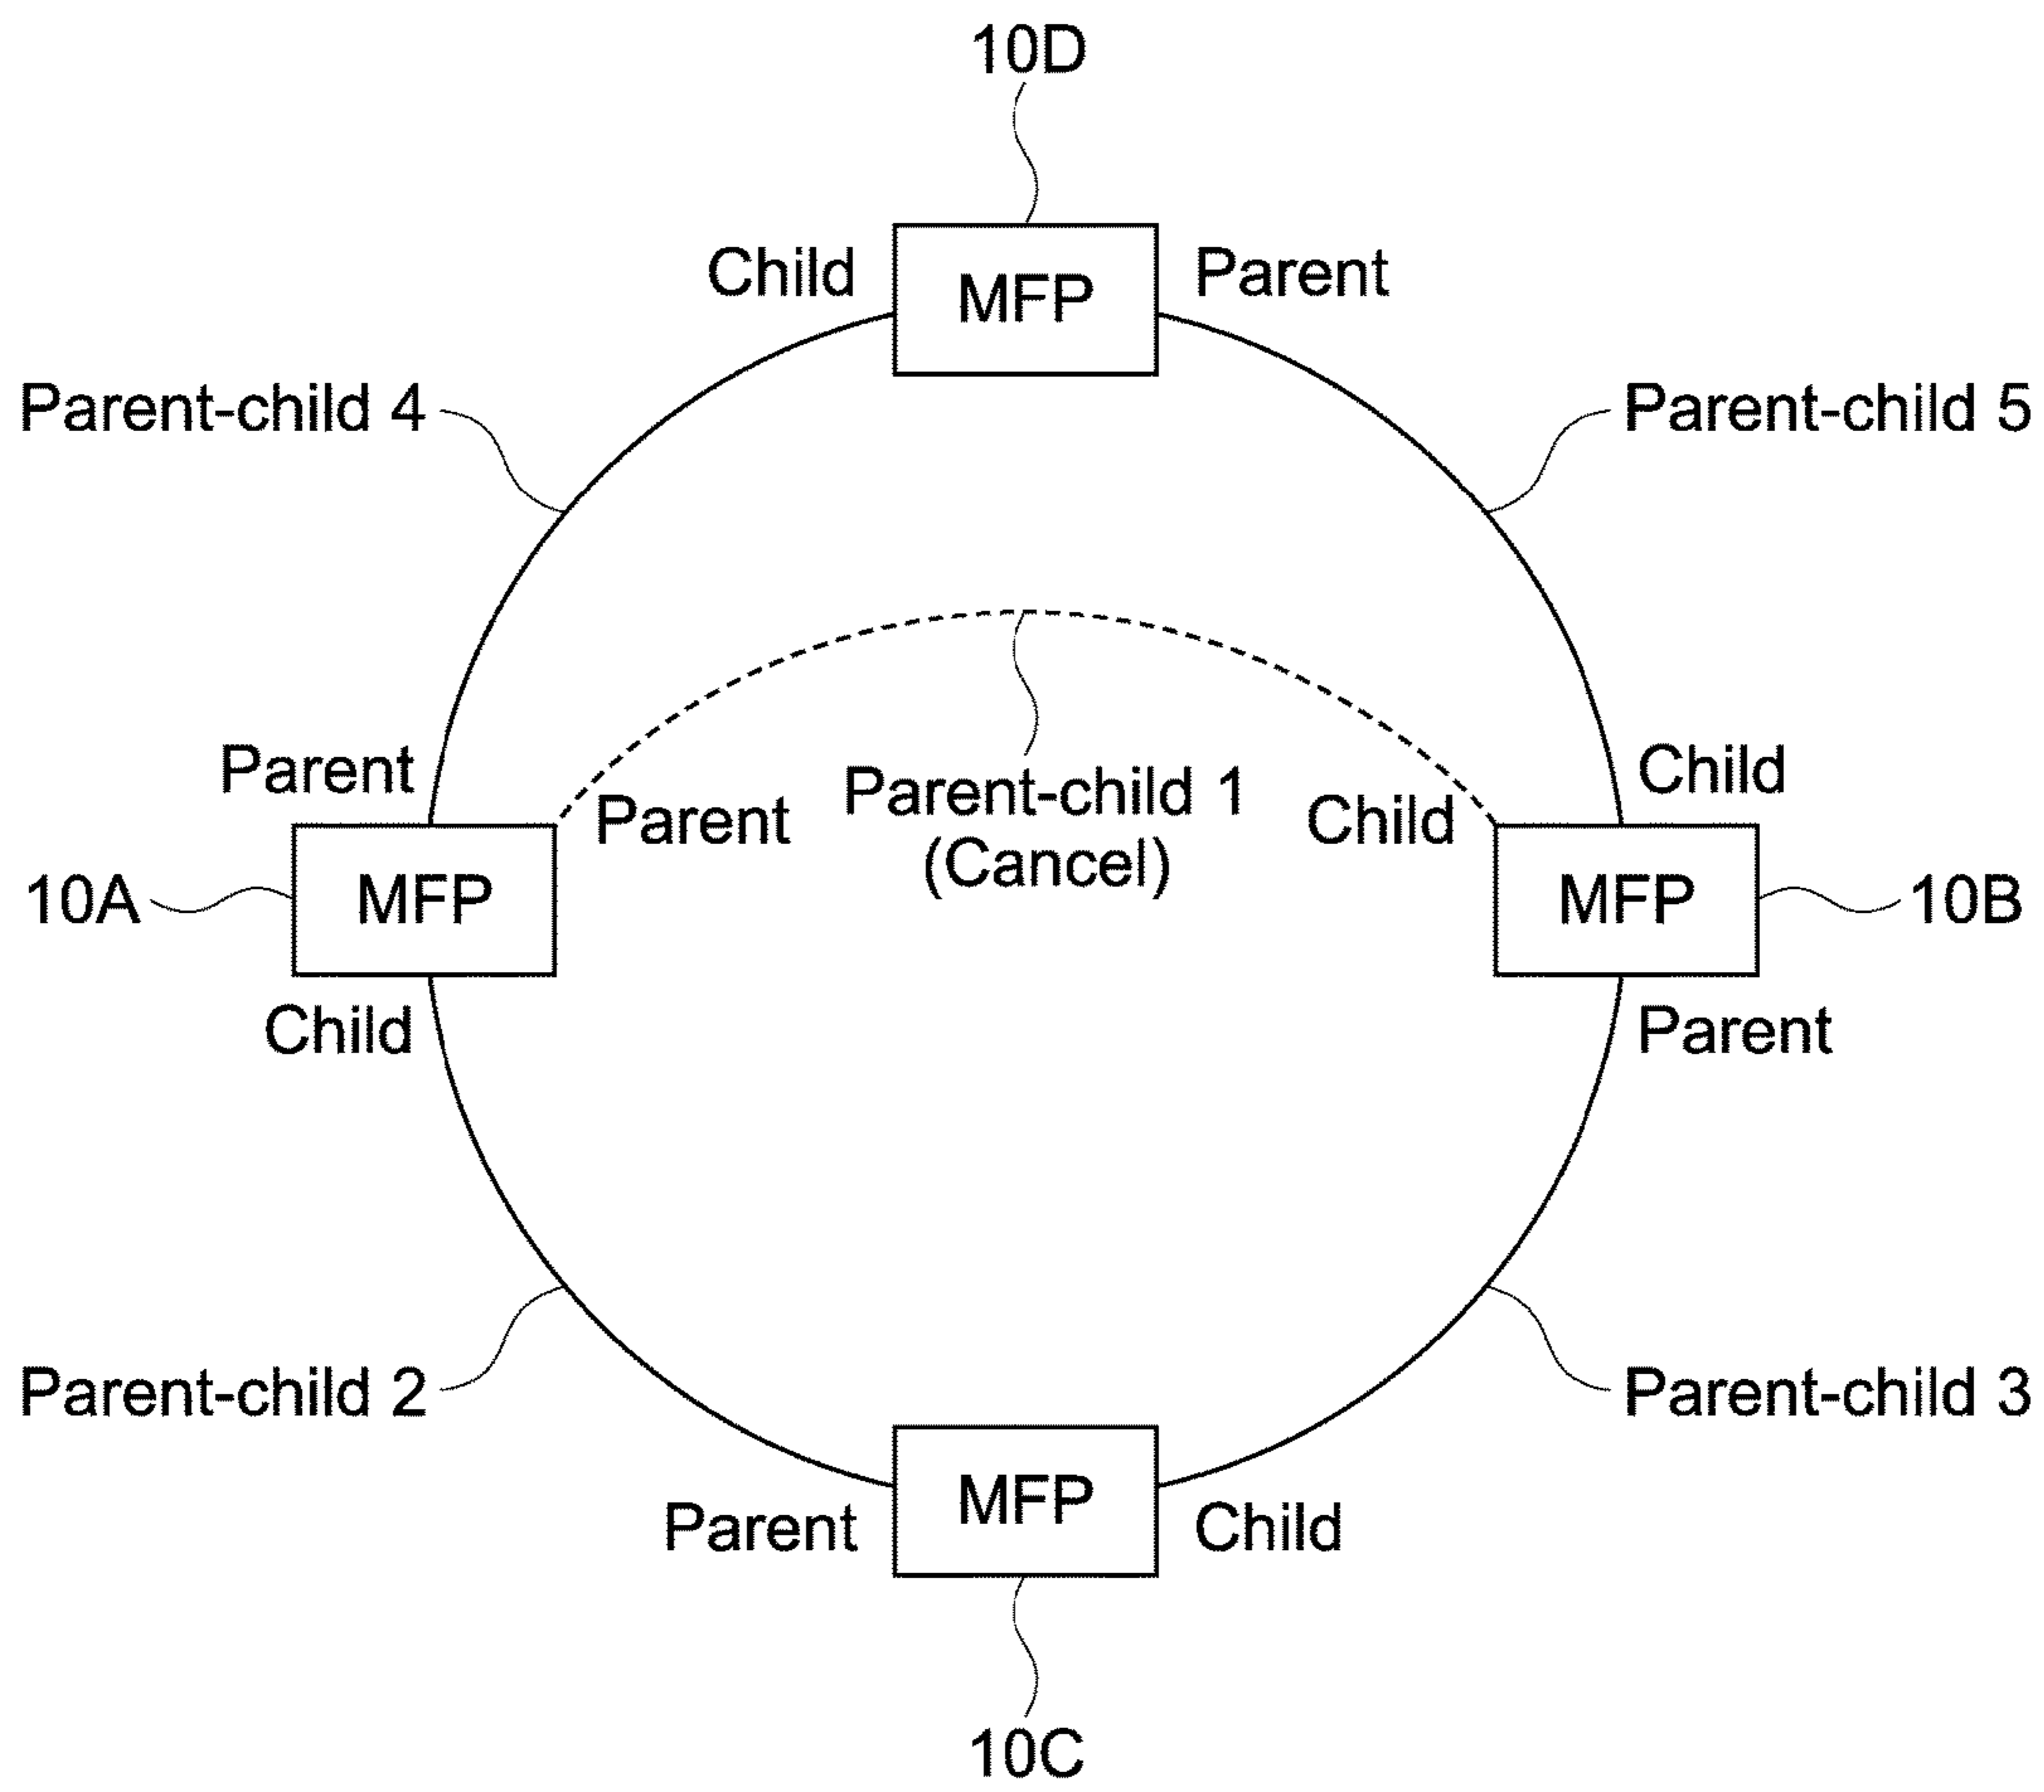 10D
Child
MFP
Parent
Parent-child 4
Parent-child 5
Parent
Parent
Parent-child 1
(Cancel)
Child
Child
10A
MFP
MFP
10B
Child
Parent
Parent-child 2
Parent-child 3
Parent
MFP
Child
10C